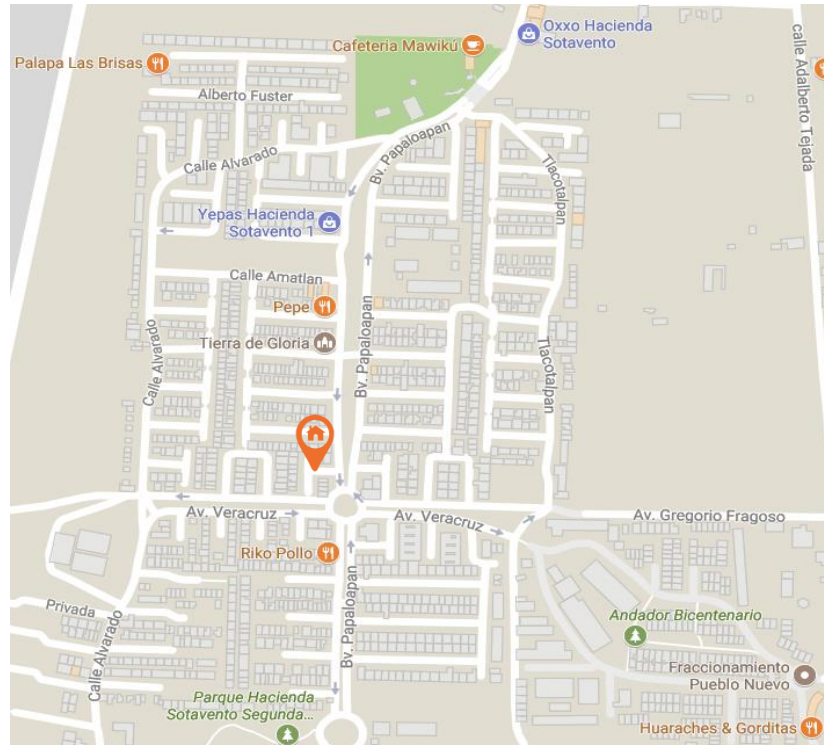 Oxxo Hacienda
Sotavento
Cafeteria Mawikú
Palapa Las Brisas
Alberto Fuster
calle Adalberto Tejada
Calle Alvarado
Bv. Papaloapan
Tlacotalpan
Yepas Hacienda
Sotavento 1
Calle Amatlan
Pepe
Tierra de Gloria
Calle Alvarado
Bv. Papaloapan
Tlacotalpan
Av. Veracruz
Av. Veracruz
Av. Gregorio Fragoso
Riko Pollo
Privada
Calle Alvarado
Bv. Papaloapan
Andador Bicentenario
Fraccionamiento
Pueblo Nuevo
Parque Hacienda
Sotavento Segunda...
Huaraches & Gorditas